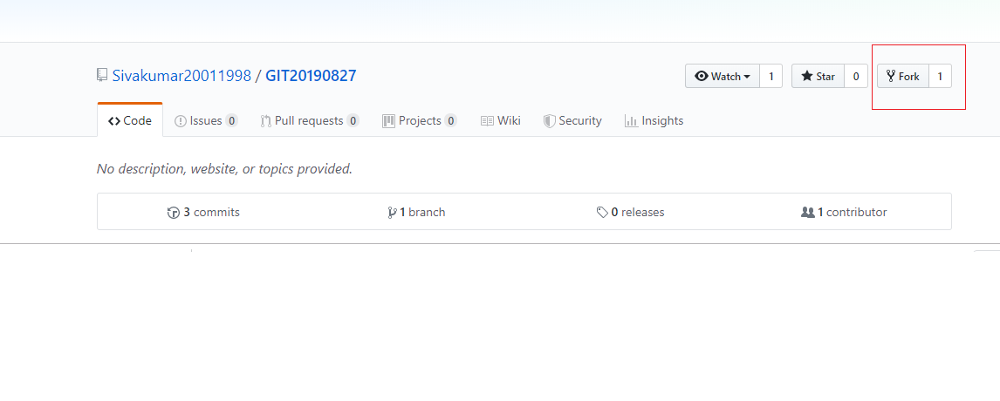 Sivakumar20011998 / GIT20190827 Watch 1 Star 0 Fork 1
Code Issues 0 Pull requests 0 Projects 0 Wiki Security Insights
No description, website, or topics provided.
3 commits 1 branch 0 releases 1 contributor